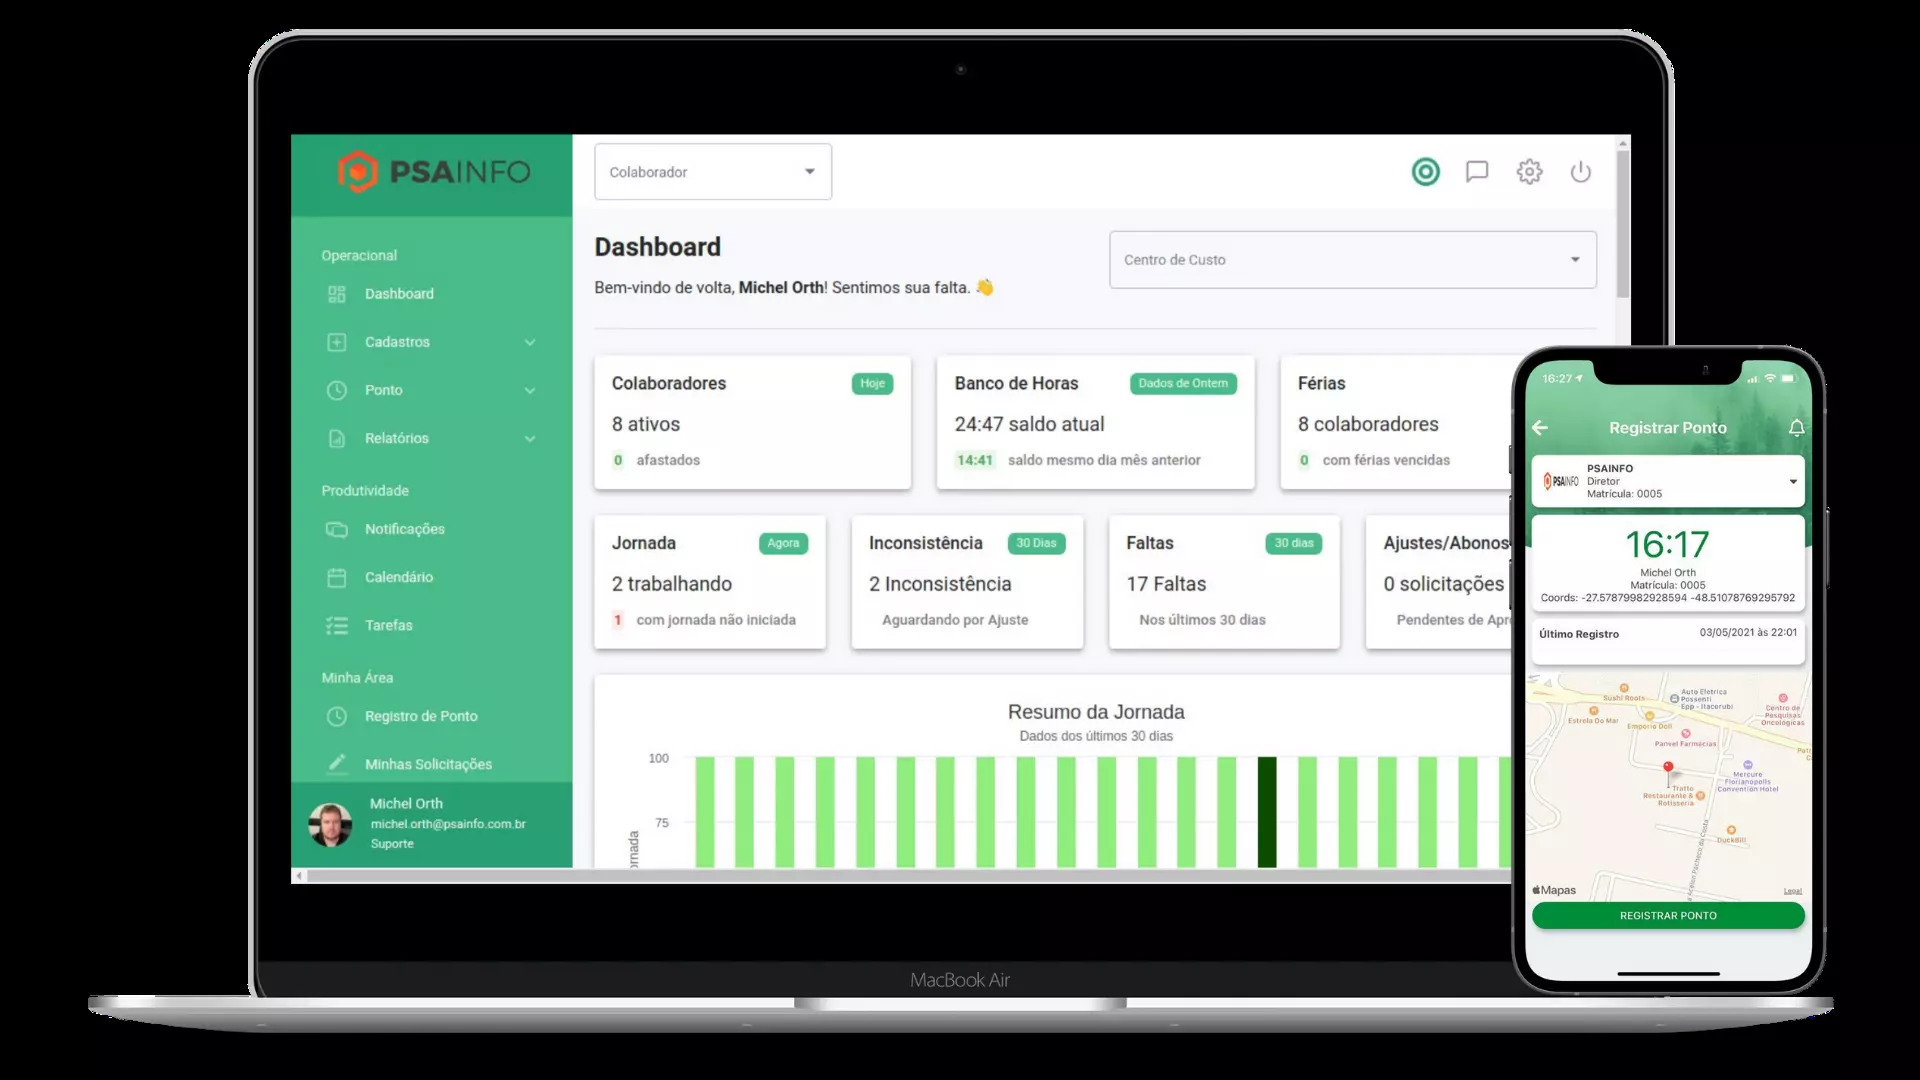 PSAINFO
Operacional
Dashboard
Cadastros
Ponto
Relatórios
Produtividade
Notificações
Calendário
Tarefas
Minha Área
Registro de Ponto
Minhas Solicitações
Michel Orth
michel.orth@psainfo.com.br
Suporte
Colaborador
Dashboard
Bem-vindo de volta, Michel Orth! Sentimos sua falta. 👋
Centro de Custo
Colaboradores
Hoje
8 ativos
0 afastados
Banco de Horas
Dados de Ontem
24:47 saldo atual
14:41 saldo mesmo dia mês anterior
Férias
8 colaboradores
0 com férias vencidas
Jornada
Agora
2 trabalhando
1 com jornada não iniciada
Inconsistência
30 Dias
2 Inconsistência
Aguardando por Ajuste
Faltas
30 dias
17 Faltas
Nos últimos 30 dias
Ajustes/Abonos
0 solicitações
Pendentes de Apr
Resumo da Jornada
Dados dos últimos 30 dias
100
75
ornada
MacBook Air
16:27
Registrar Ponto
PSAINFO
PSAINFO
Diretor
Matrícula: 0005
16:17
Michel Orth
Matrícula: 0005
Coords: -27.57879982928594 -48.51078769295792
Último Registro
03/05/2021 às 22:01
Sushi Roots
Auto Eletrica
Possenti
Epp - Itacorubi
Centro de
Pesquisas
Oncológicas
Estrela Do Mar
Emporio Doll
Panvel Farmácias
Mercure
Florianopolis
Convention Hotel
Tratto
Restaurante &
Rotisseria
DuckBill
Pacheco da Costa
Mapas
Legal
REGISTRAR PONTO